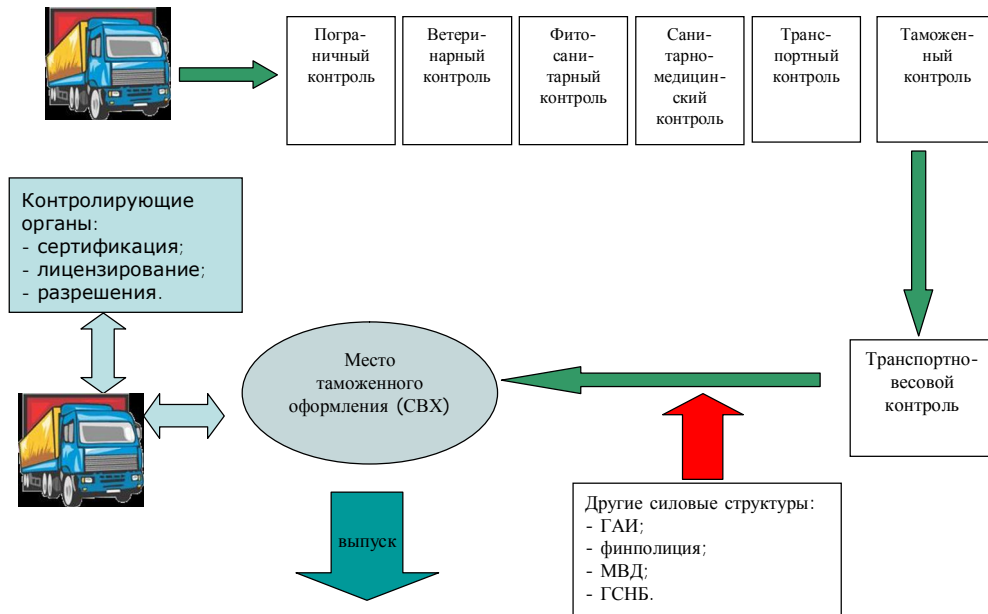 Погра-
ничный
контроль
Ветери-
нарный
контроль
Фито-
сани-
тарный
контроль
Сани-
тарно-
медицин-
ский
контроль
Транс-
портный
контроль
Таможен-
ный
контроль
Контролирующие
органы:
- сертификация;
- лицензирование;
- разрешения.
Место
таможенного
оформления (СВХ)
Транспортно-
весовой
контроль
выпуск
Другие силовые структуры:
- ГАИ;
- финполиция;
- МВД;
- ГСНБ.